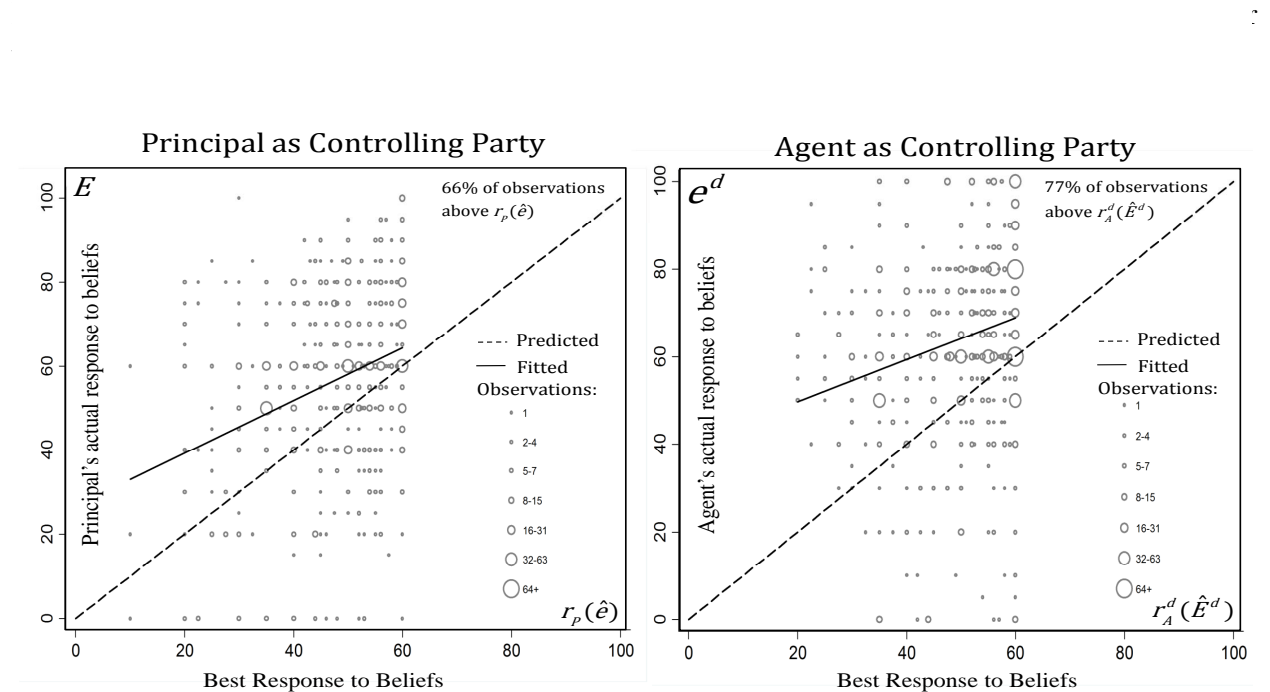 Principal as Controlling Party
E
66% of observations
above r_P(ê)
Principal's actual response to beliefs
100
80
60
40
20
0
---- Predicted
— Fitted
Observations:
1
2-4
5-7
8-15
16-31
32-63
64+
r_P(ê)
0 20 40 60 80 100
Best Response to Beliefs
Agent as Controlling Party
e^d
77% of observations
above r_A^d(Ê^d)
Agent's actual response to beliefs
100
80
60
40
20
0
---- Predicted
— Fitted
Observations:
1
2-4
5-7
8-15
16-31
32-63
64+
r_A^d(Ê^d)
0 20 40 60 80 100
Best Response to Beliefs